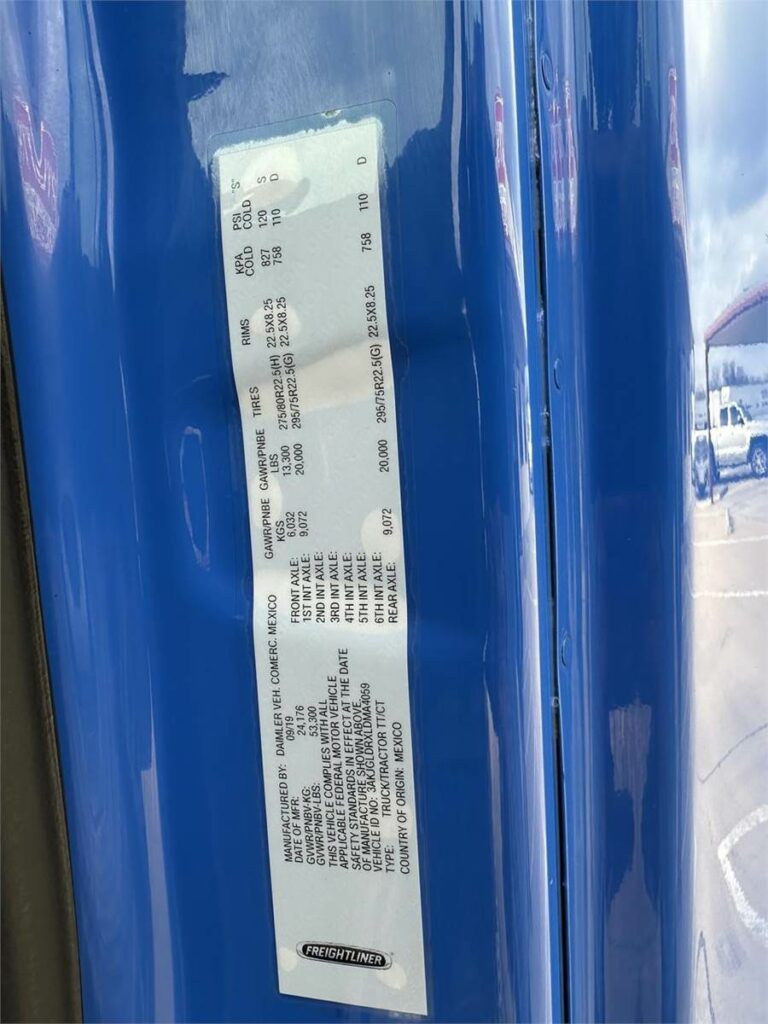 FREIGHTLINER
MANUFACTURED BY: DAIMLER VEH. COMERC. MEXICO
DATE OF MFR: 09/19
GVWR/PNBV-KG: 24,176
GVWR/PNBV-LBS: 53,300
THIS VEHICLE COMPLIES WITH ALL
APPLICABLE FEDERAL MOTOR VEHICLE
SAFETY STANDARDS IN EFFECT AT THE DATE
OF MANUFACTURE SHOWN ABOVE.
VEHICLE ID NO: 3AKJGLDRXLDMA4059
TYPE: TRUCK/TRACTOR TT/CT
COUNTRY OF ORIGIN: MEXICO
GAWR/PNBE KGS GAWR/PNBE LBS TIRES RIMS KPA COLD PSI COLD "S"
FRONT AXLE: 6,032 13,300 275/80R22.5(H) 22.5X8.25 827 120 S
1ST INT AXLE: 9,072 20,000 295/75R22.5(G) 22.5X8.25 758 110 D
2ND INT AXLE:
3RD INT AXLE:
4TH INT AXLE:
5TH INT AXLE:
6TH INT AXLE:
REAR AXLE: 9,072 20,000 295/75R22.5(G) 22.5X8.25 758 110 D